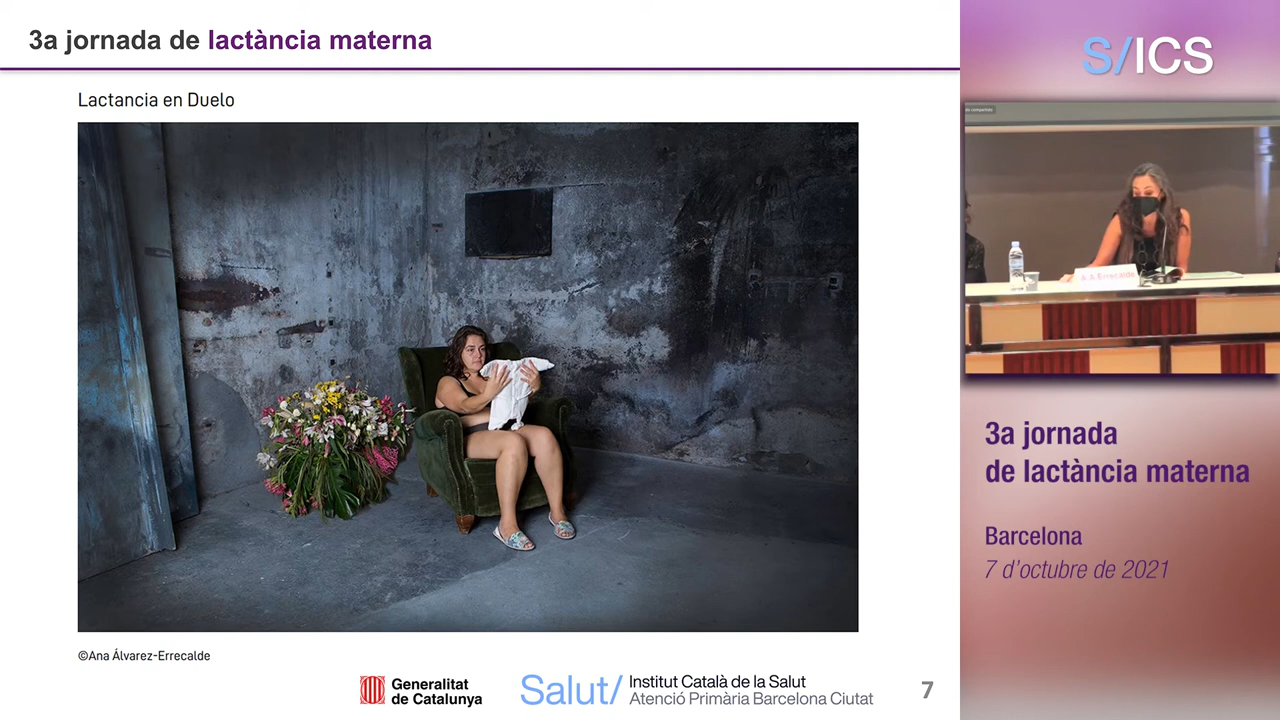 3a jornada de lactància materna
Lactancia en Duelo
©Ana Álvarez-Errecalde
Generalitat
de Catalunya
Salut/
Institut Català de la Salut
Atenció Primària Barcelona Ciutat
7
S/ICS
A.A.Errecalde
3a jornada
de lactància materna
Barcelona
7 d'octubre de 2021